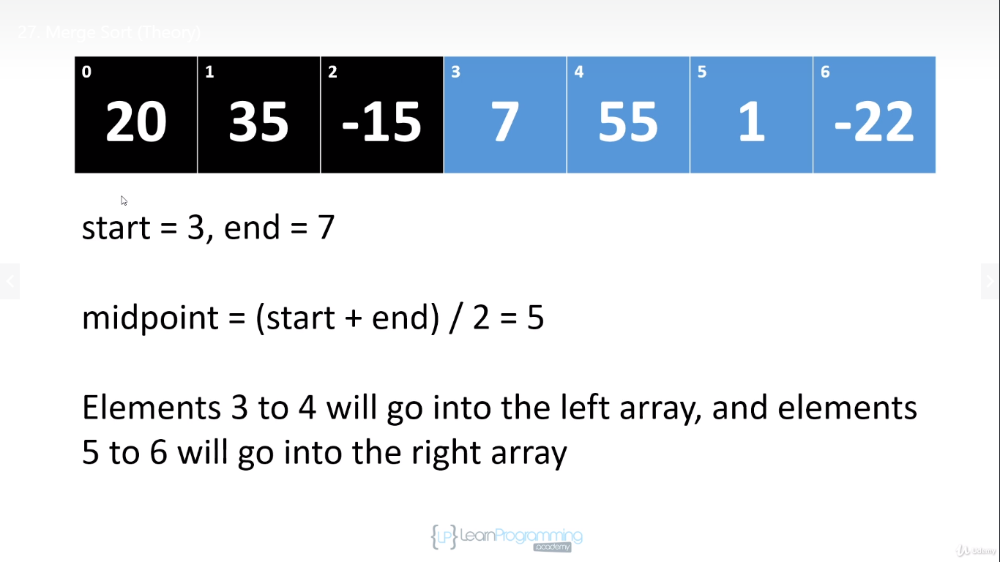 27. Merge Sort (Theory)
0 1 2 3 4 5 6
20 35 -15 7 55 1 -22
start = 3, end = 7
midpoint = (start + end) / 2 = 5
Elements 3 to 4 will go into the left array, and elements
5 to 6 will go into the right array
{LP} LearnProgramming
.academy
Udemy